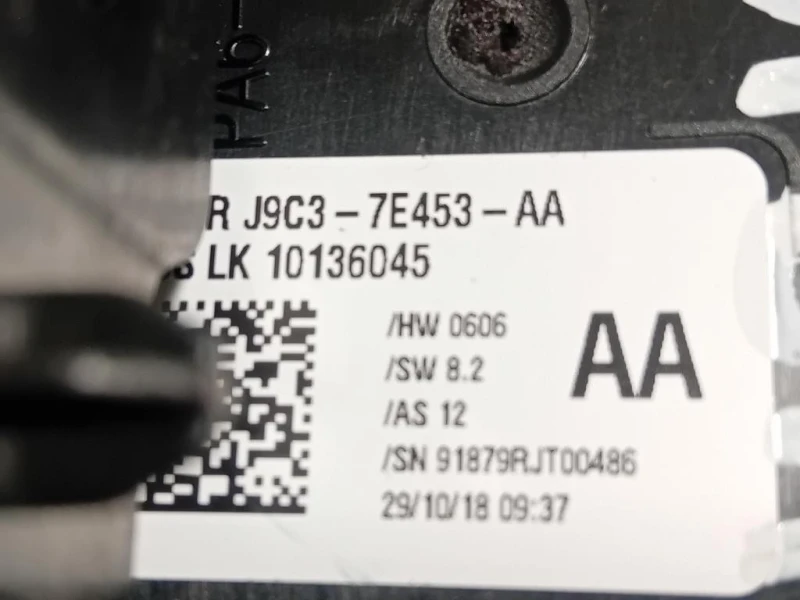 PA6-
R J9C3-7E453-AA
LK 10136045
/HW 0606
/SW 8.2
/AS 12
/SN 91879RJT00486
29/10/18 09:37
AA